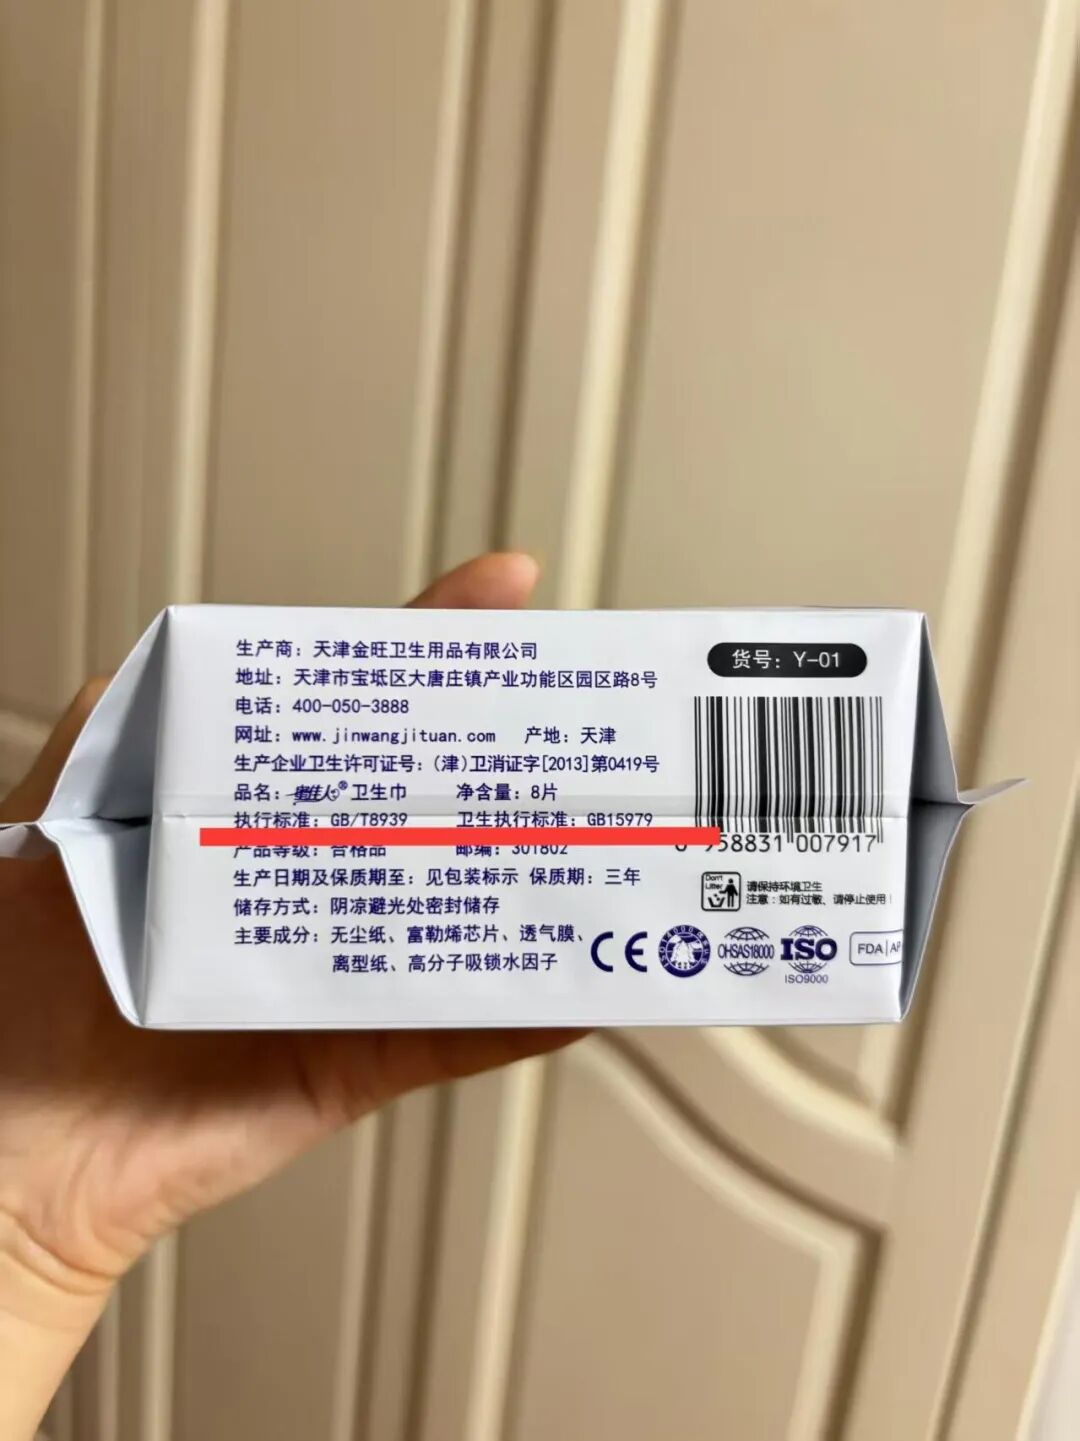 生产商：天津金旺卫生用品有限公司
地址：天津市宝坻区大唐庄镇产业功能区园区路8号
电话：400-050-3888
网址：www.jinwangjituan.com 产地：天津
生产企业卫生许可证号：（津）卫消证字[2013]第0419号
品名：佳人®卫生巾 净含量：8片
执行标准：GB/T8939 卫生执行标准：GB15979
产品等级：合格品 邮编：301802
生产日期及保质期至：见包装标示 保质期：三年
储存方式：阴凉避光处密封储存
主要成分：无尘纸、富勒烯芯片、透气膜、
离型纸、高分子吸锁水因子
货号：Y-01
6 958831 007917
Don't Litter
请保持环境卫生
注意：如有过敏、请停止使用
CE
OHSAS18000
ISO
ISO9000
FDA